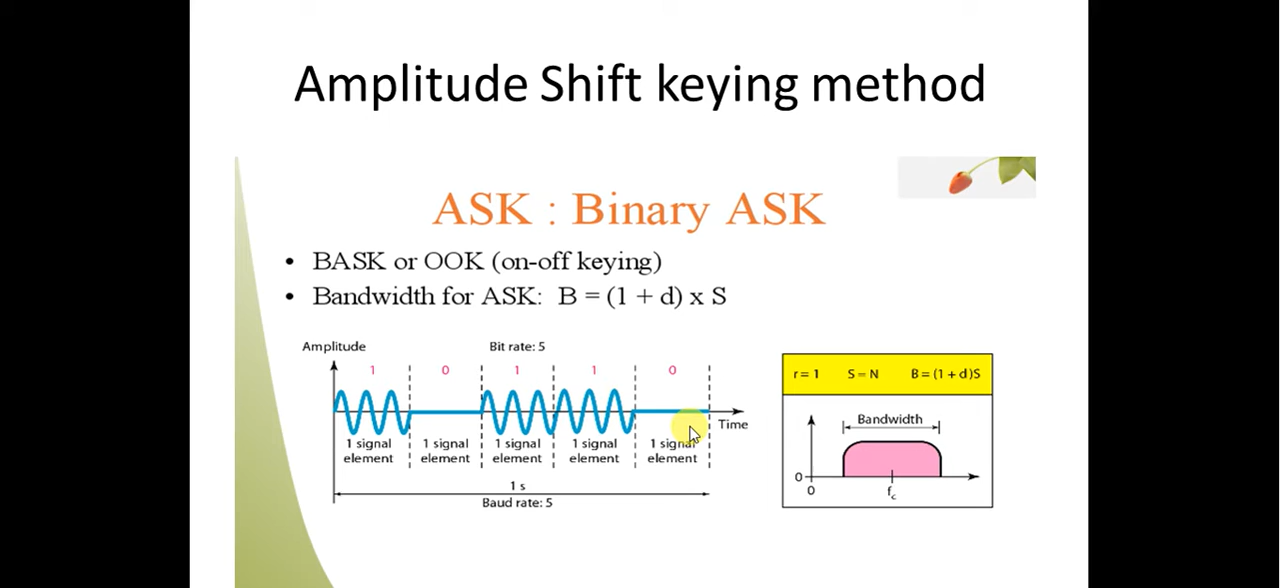 Amplitude Shift keying method
ASK : Binary ASK
• BASK or OOK (on-off keying)
• Bandwidth for ASK: B = (1 + d) x S
Amplitude
Bit rate: 5
1 0 1 1 0
Time
1 signal element
1 signal element
1 signal element
1 signal element
1 signal element
1 s
Baud rate: 5
r = 1 S = N B = (1 + d)S
Bandwidth
0
0
fc